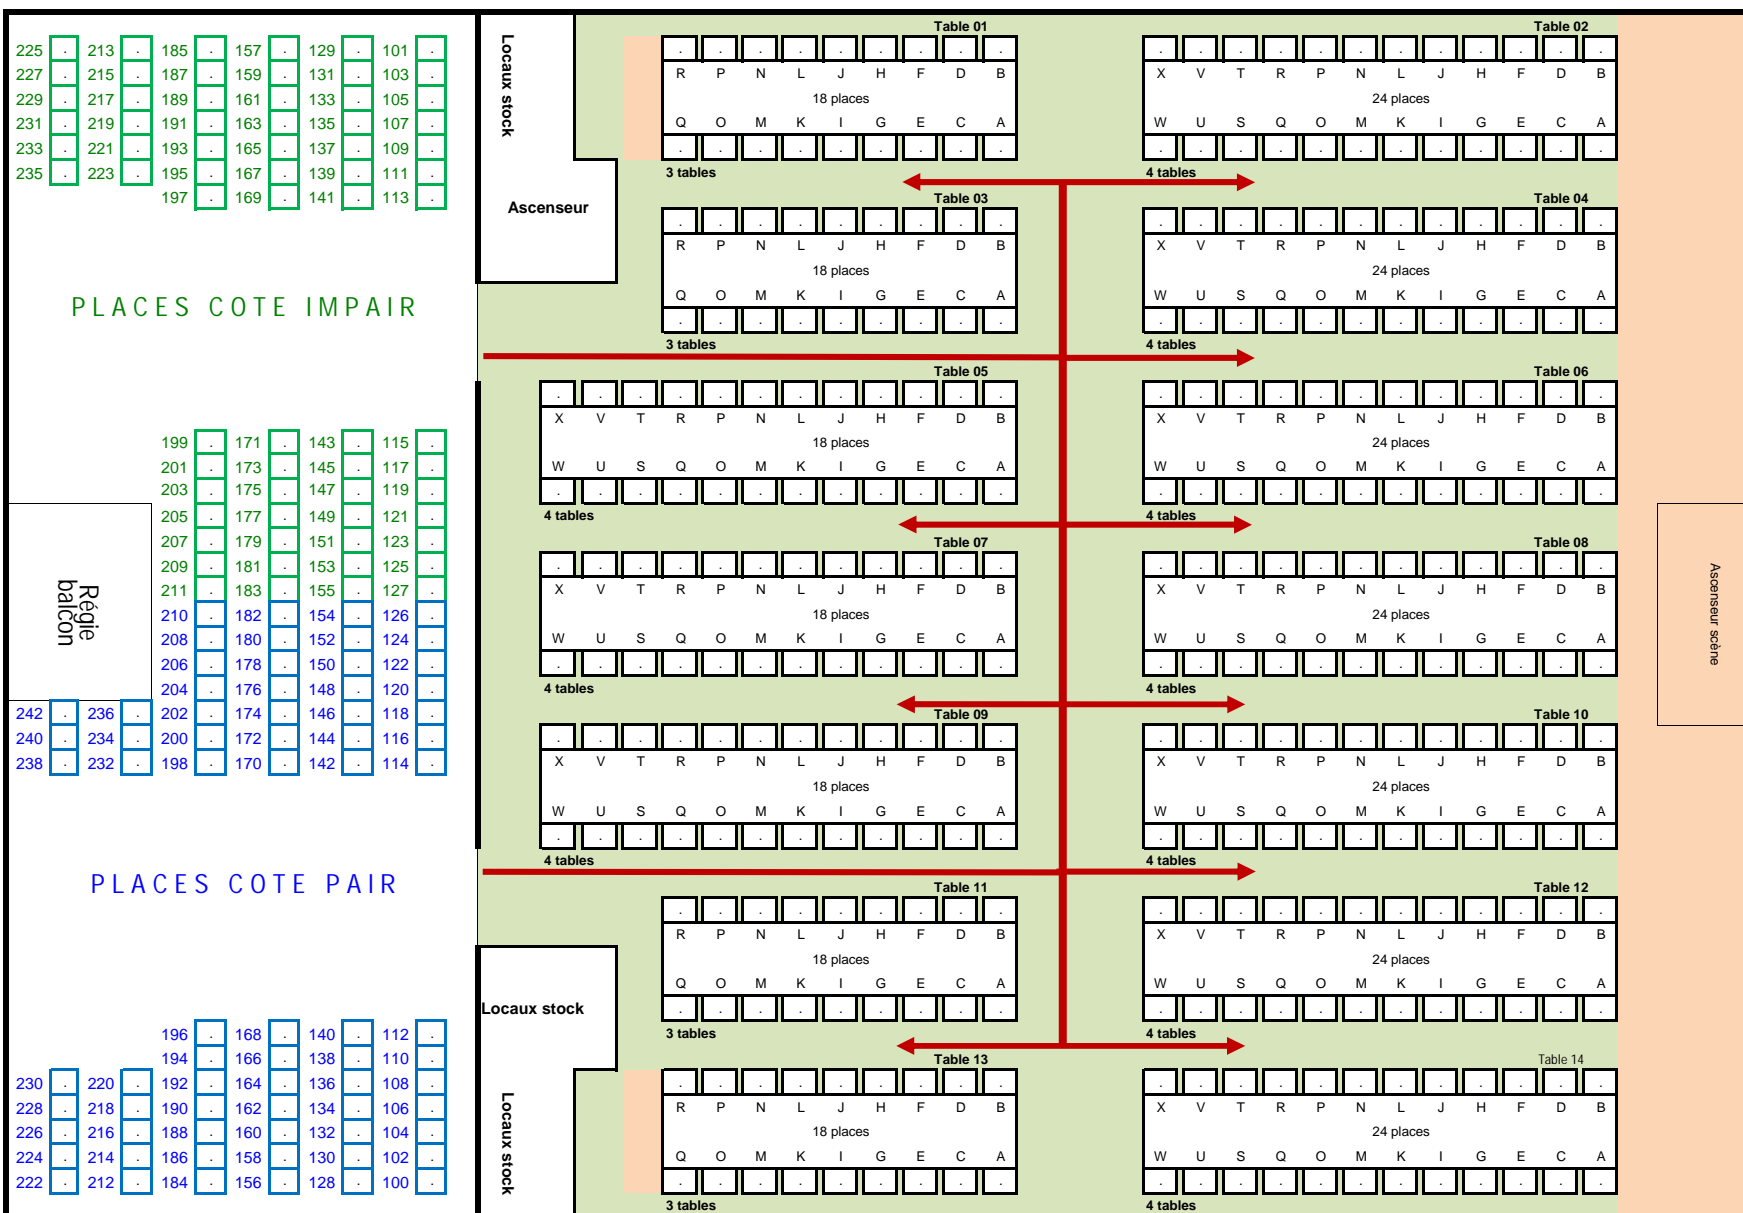 Table 01 Table 02
225 . 213 . 185 . 157 . 129 . 101 .
227 . 215 . 187 . 159 . 131 . 103 .
229 . 217 . 189 . 161 . 133 . 105 .
231 . 219 . 191 . 163 . 135 . 107 .
233 . 221 . 193 . 165 . 137 . 109 .
235 . 223 . 195 . 167 . 139 . 111 .
197 . 169 . 141 . 113 .
Locaux stock
R P N L J H F D B
18 places
Q O M K I G E C A
3 tables
X V T R P N L J H F D B
24 places
W U S Q O M K I G E C A
4 tables
Ascenseur
Table 03
R P N L J H F D B
18 places
Q O M K I G E C A
3 tables
Table 04
X V T R P N L J H F D B
24 places
W U S Q O M K I G E C A
4 tables
PLACES COTE IMPAIR
Table 05
X V T R P N L J H F D B
18 places
W U S Q O M K I G E C A
4 tables
Table 06
X V T R P N L J H F D B
24 places
W U S Q O M K I G E C A
4 tables
199 . 171 . 143 . 115 .
201 . 173 . 145 . 117 .
203 . 175 . 147 . 119 .
205 . 177 . 149 . 121 .
207 . 179 . 151 . 123 .
209 . 181 . 153 . 125 .
211 . 183 . 155 . 127 .
210 . 182 . 154 . 126 .
208 . 180 . 152 . 124 .
206 . 178 . 150 . 122 .
204 . 176 . 148 . 120 .
242 . 236 . 202 . 174 . 146 . 118 .
240 . 234 . 200 . 172 . 144 . 116 .
238 . 232 . 198 . 170 . 142 . 114 .
Régie
balcon
Table 07
X V T R P N L J H F D B
18 places
W U S Q O M K I G E C A
4 tables
Table 08
X V T R P N L J H F D B
24 places
W U S Q O M K I G E C A
4 tables
Ascenseur scène
Table 09
X V T R P N L J H F D B
18 places
W U S Q O M K I G E C A
4 tables
Table 10
X V T R P N L J H F D B
24 places
W U S Q O M K I G E C A
4 tables
PLACES COTE PAIR
Table 11
R P N L J H F D B
18 places
Q O M K I G E C A
3 tables
Table 12
X V T R P N L J H F D B
24 places
W U S Q O M K I G E C A
4 tables
Locaux stock
196 . 168 . 140 . 112 .
194 . 166 . 138 . 110 .
230 . 220 . 192 . 164 . 136 . 108 .
228 . 218 . 190 . 162 . 134 . 106 .
226 . 216 . 188 . 160 . 132 . 104 .
224 . 214 . 186 . 158 . 130 . 102 .
222 . 212 . 184 . 156 . 128 . 100 .
Locaux stock
Table 13
R P N L J H F D B
18 places
Q O M K I G E C A
3 tables
Table 14
X V T R P N L J H F D B
24 places
W U S Q O M K I G E C A
4 tables